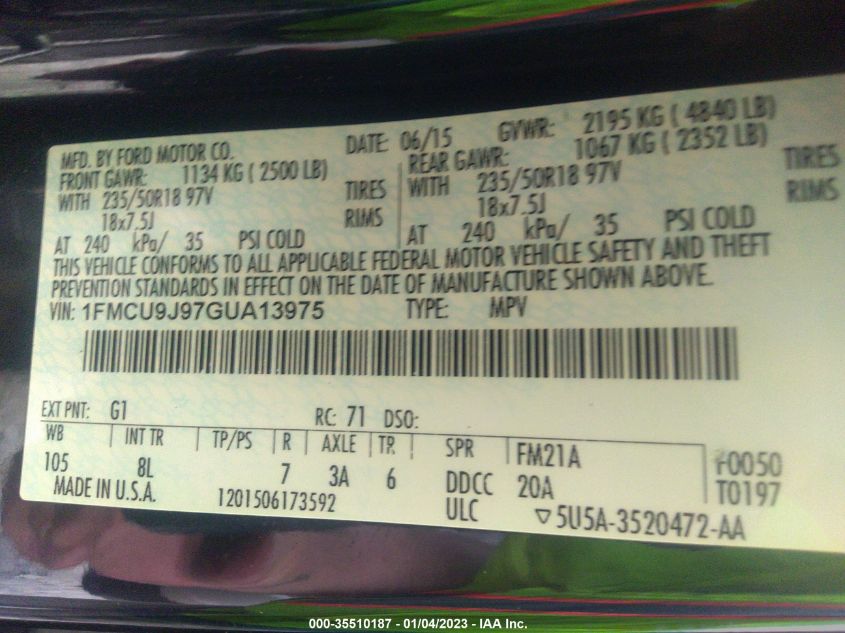 MFD. BY FORD MOTOR CO. DATE: 06/15 GVWR: 2195 KG ( 4840 LB)
FRONT GAWR: 1134 KG ( 2500 LB) REAR GAWR: 1067 KG ( 2352 LB)
WITH 235/50R18 97V TIRES WITH 235/50R18 97V TIRES
18x7.5J RIMS 18x7.5J RIMS
AT 240 kPa/ 35 PSI COLD AT 240 kPa/ 35 PSI COLD
THIS VEHICLE CONFORMS TO ALL APPLICABLE FEDERAL MOTOR VEHICLE SAFETY AND THEFT
PREVENTION STANDARDS IN EFFECT ON THE DATE OF MANUFACTURE SHOWN ABOVE.
VIN: 1FMCU9J97GUA13975 TYPE: MPV
EXT PNT: G1 RC: 71 DSO:
WB INT TR TP/PS R AXLE TR SPR FM21A F0050
105 8L 7 3A 6 DDCC 20A T0197
MADE IN U.S.A. 1201506173592 ULC ▽5U5A-3520472-AA
000-35510187 - 01/04/2023 - IAA Inc.